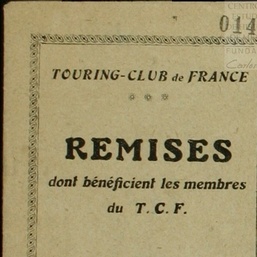 014
TOURING-CLUB de FRANCE
REMISES
dont bénéficient les membres
du T. C. F.